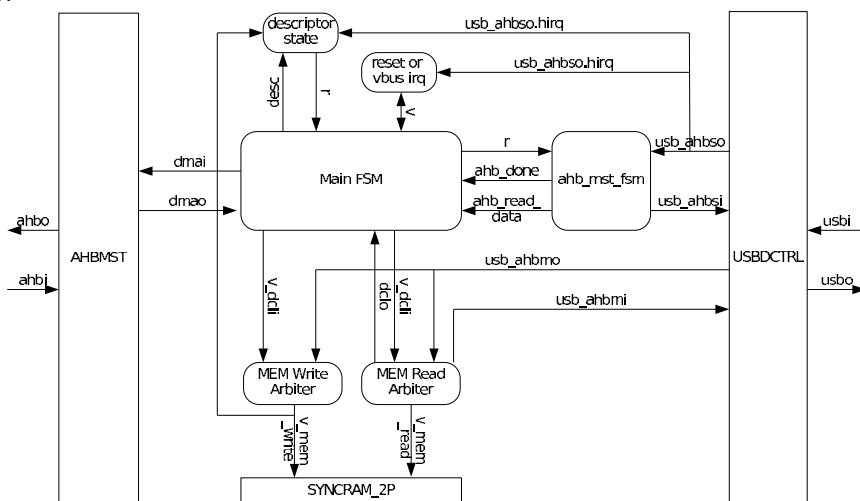 descriptor
state
usb_ahbso.hirq
reset or
vbus irq
usb_ahbso.hirq
desc
r
v
dmai
Main FSM
r
ahb_done
ahb_mst_fsm
usb_ahbso
dmao
ahb_read_
data
usb_ahbsi
ahbo
AHBMST
USBDCTRL
usbi
ahbi
usbo
usb_ahbmo
v_dcli
dclo
v_dcli
usb_ahbmi
MEM Write
Arbiter
MEM Read
Arbiter
v_mem
_write
v_mem
_read
SYNCRAM_2P